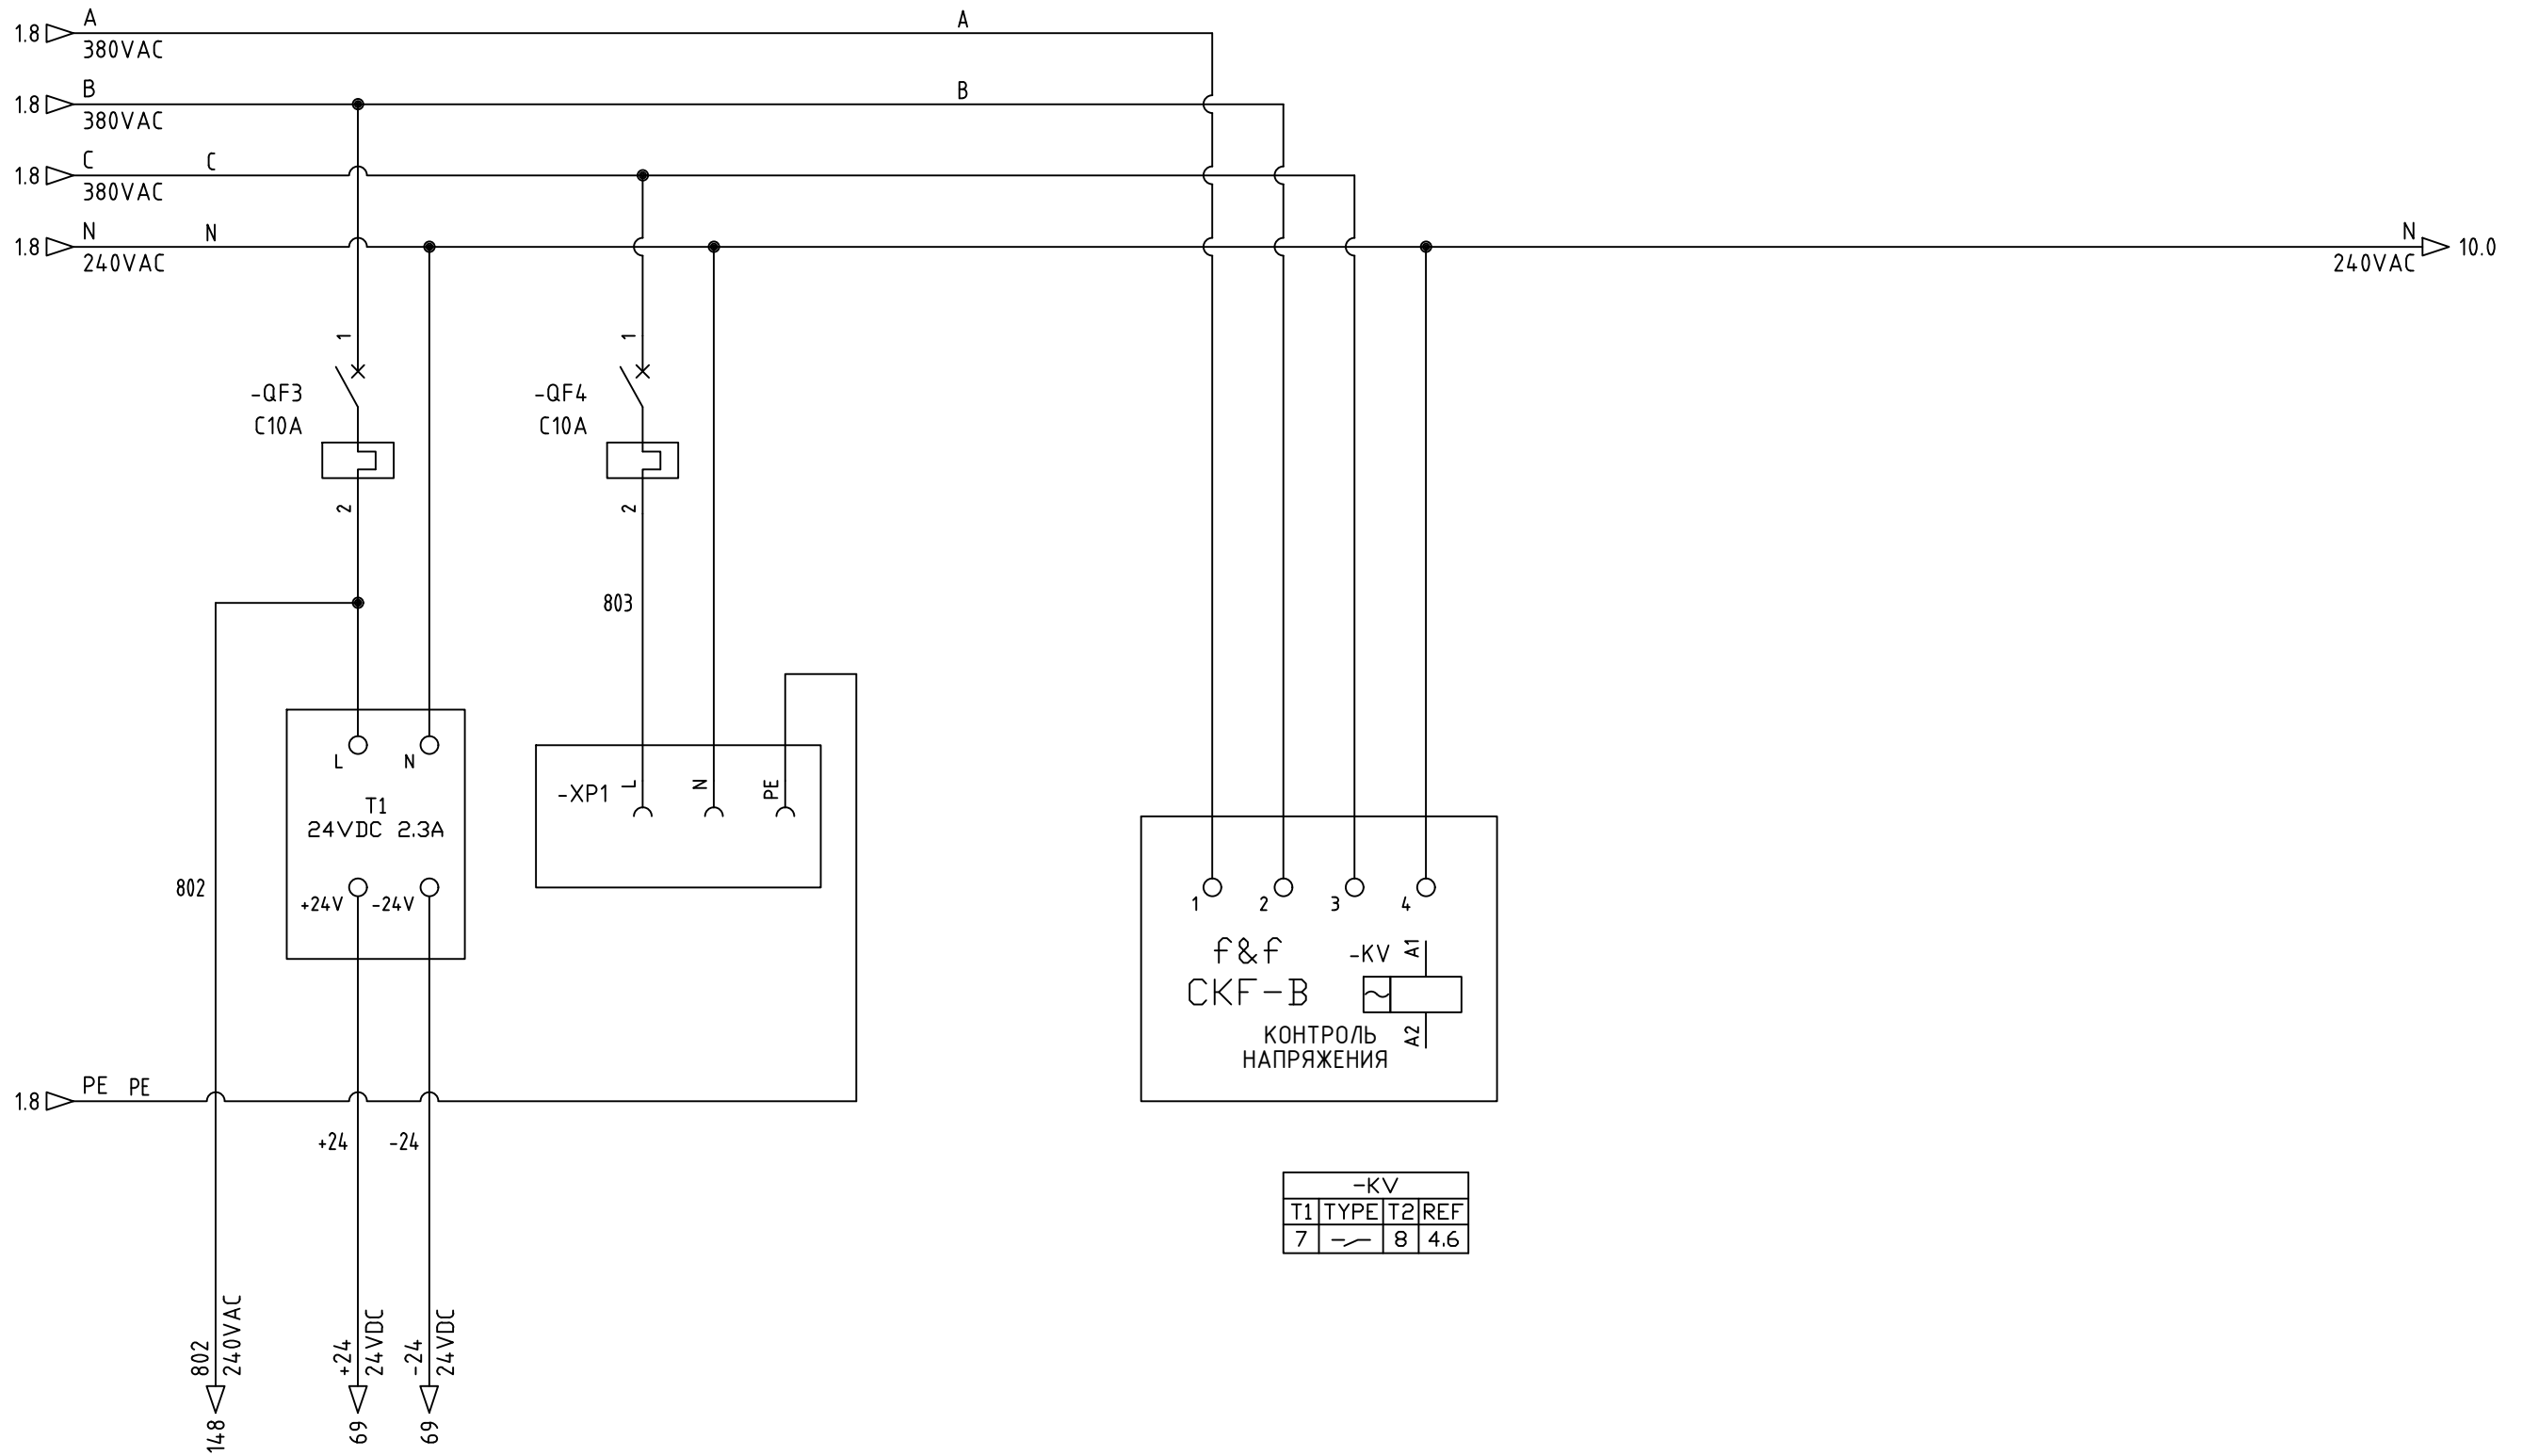 A
A
1.8
380VAC
B
B
1.8
380VAC
C
C
1.8
380VAC
N
N
N
1.8
10.0
240VAC
240VAC
1
1
-QF3
-QF4
C10A
C10A
2
2
803
L
N
L
N
PE
-XP1
T1
24VDC 2.3A
802
+24V
-24V
1
2
3
4
f&f
-KV
A1
CKF-B
КОНТРОЛЬ
A2
НАПРЯЖЕНИЯ
PE
PE
1.8
+24
-24
-KV
T1 TYPE T2 REF
7 8 4.6
802
240VAC
+24
24VDC
-24
24VDC
148
69
69